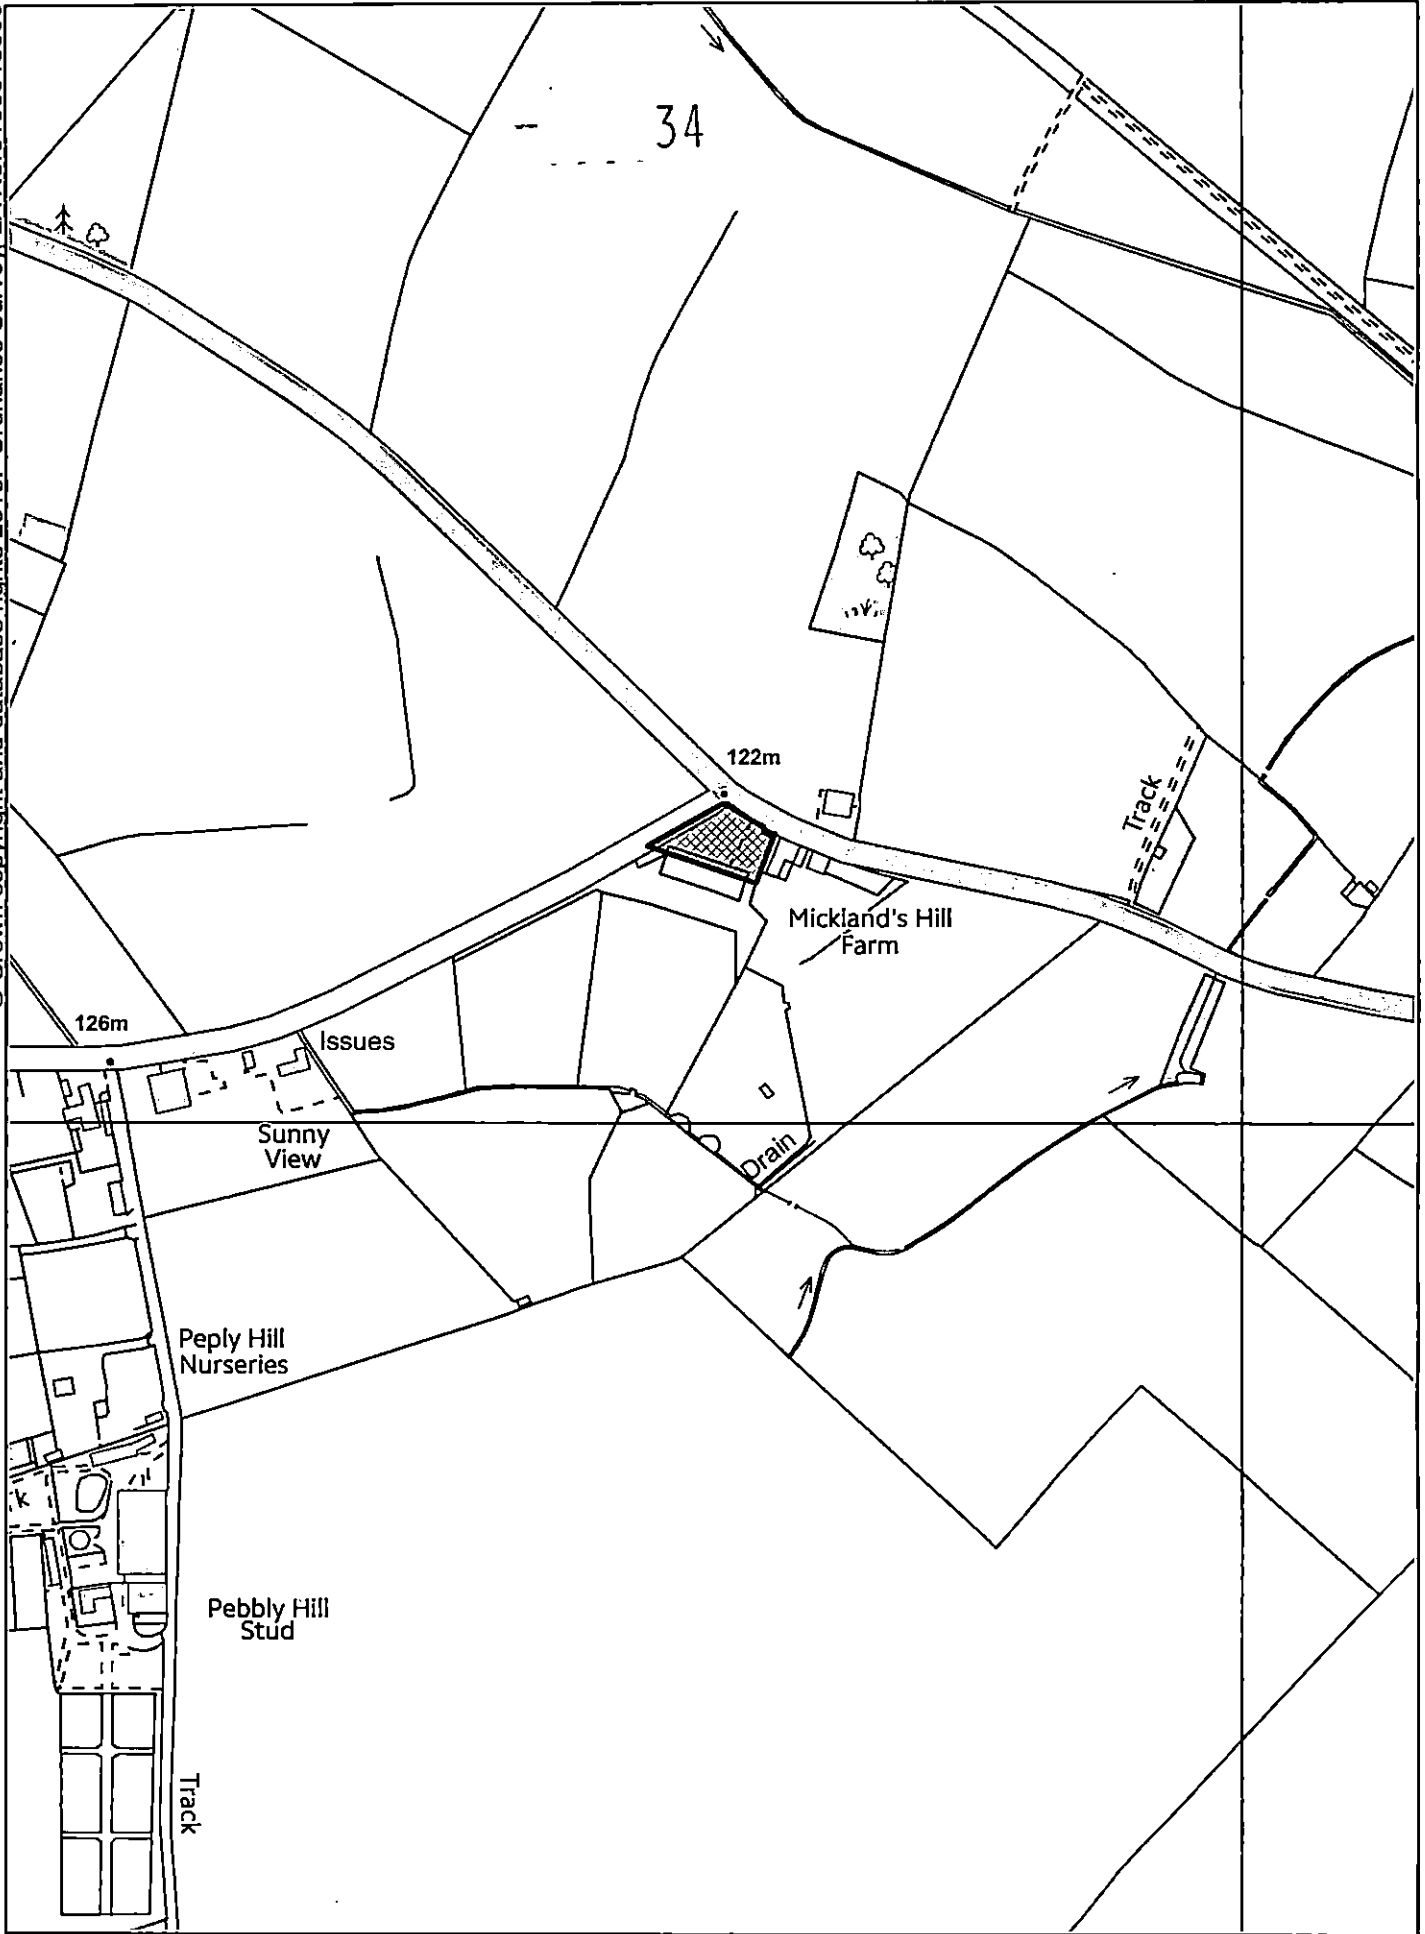 34
122m
Track
Mickland's Hill
Farm
126m
Issues
Sunny
View
Drain
Peply Hill
Nurseries
k
Pebbly Hill
Stud
Track